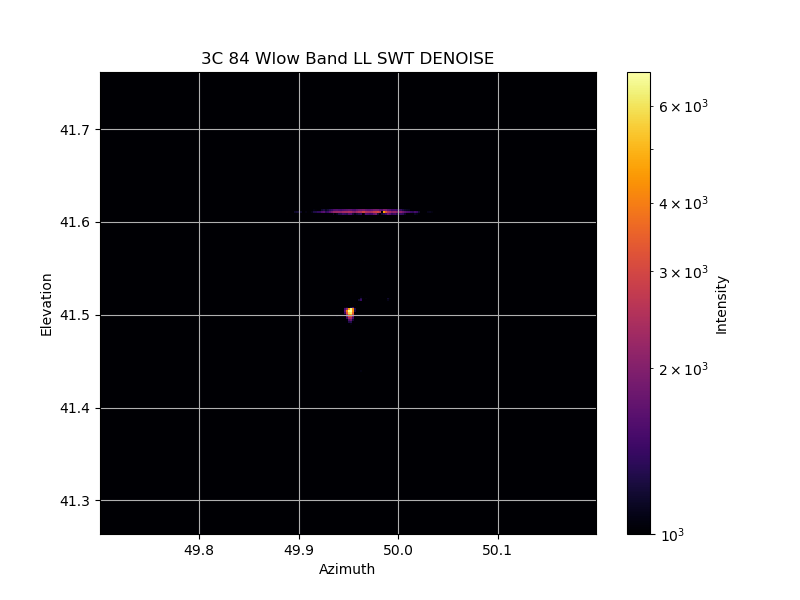 3C 84 Wlow Band LL SWT DENOISE
41.7
41.6
41.5
41.4
41.3
Elevation
49.8 49.9 50.0 50.1
Azimuth
6 × 10³
4 × 10³
3 × 10³
2 × 10³
10³
Intensity